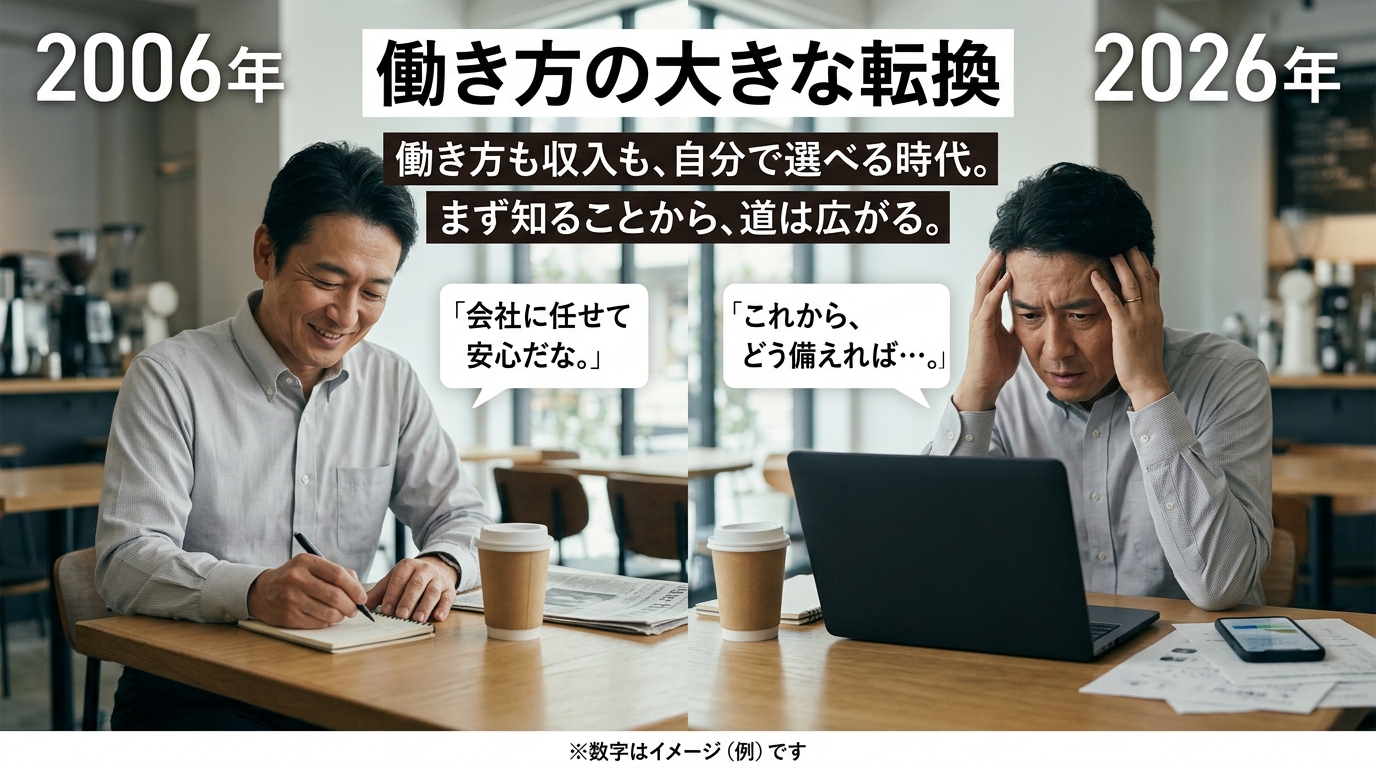 2006年
働き方の大きな転換
2026年
働き方も収入も、自分で選べる時代。
まず知ることから、道は広がる。
「会社に任せて
安心だな。」
「これから、
どう備えれば…。」
※数字はイメージ（例）です